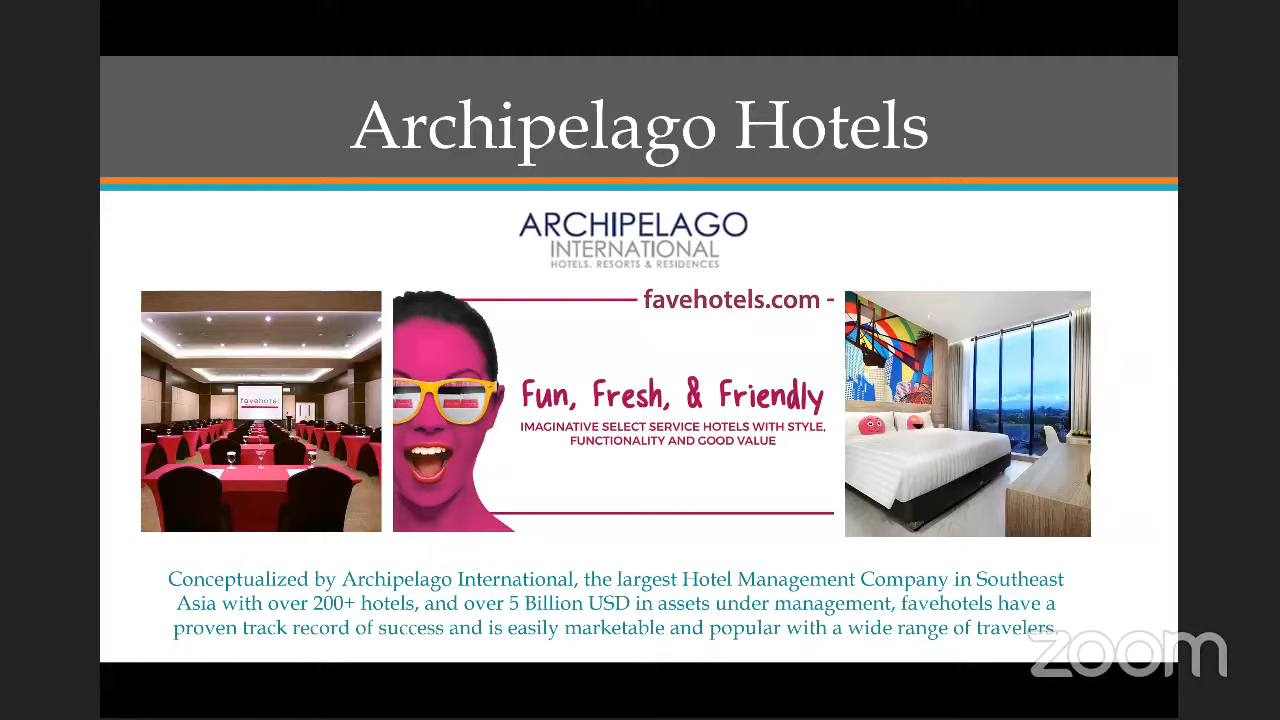 Archipelago Hotels
ARCHIPELAGO
INTERNATIONAL
HOTELS. RESORTS & RESIDENCES
favehotels.com -
favehotel
Fun, Fresh, & Friendly
IMAGINATIVE SELECT SERVICE HOTELS WITH STYLE,
FUNCTIONALITY AND GOOD VALUE
Conceptualized by Archipelago International, the largest Hotel Management Company in Southeast
Asia with over 200+ hotels, and over 5 Billion USD in assets under management, favehotels have a
proven track record of success and is easily marketable and popular with a wide range of travelers.
zoom